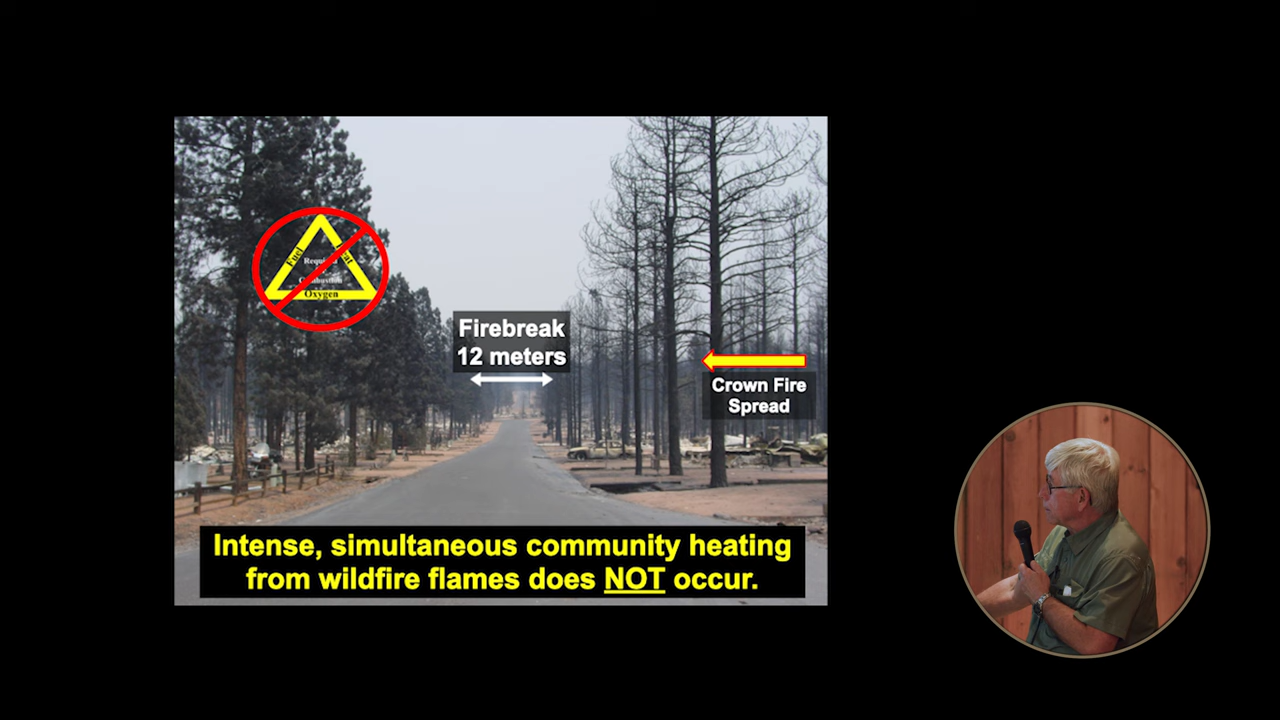 Fuel
Oxygen
Firebreak
12 meters
Crown Fire
Spread
Intense, simultaneous community heating
from wildfire flames does NOT occur.